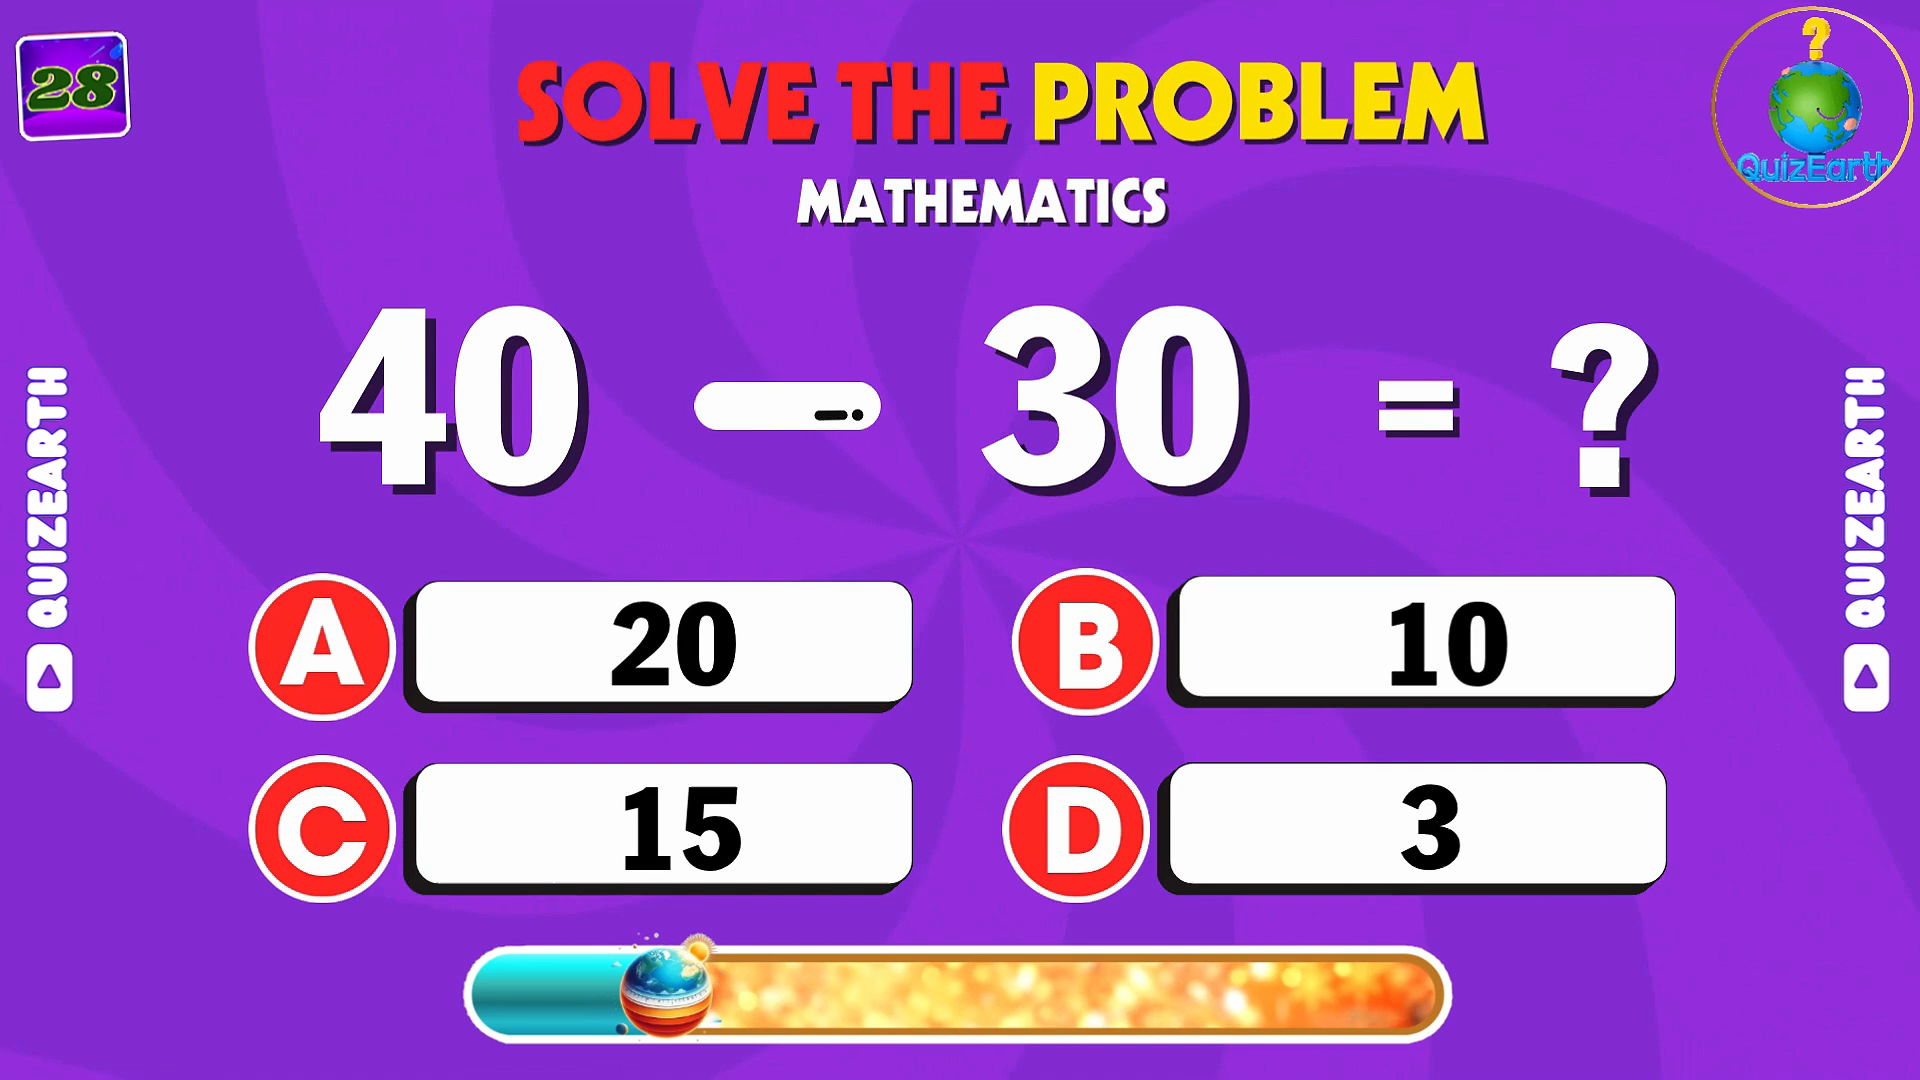 28
SOLVE THE PROBLEM
QuizEarth
MATHEMATICS
40 - 30 = ?
QUIZEARTH
QUIZEARTH
A 20
B 10
C 15
D 3